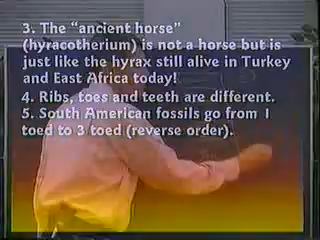 3. The "ancient horse"
(hyracotherium) is not a horse but is
just like the hyrax still alive in Turkey
and East Africa today!
4. Ribs, toes and teeth are different.
5. South American fossils go from 1
toed to 3 toed (reverse order).